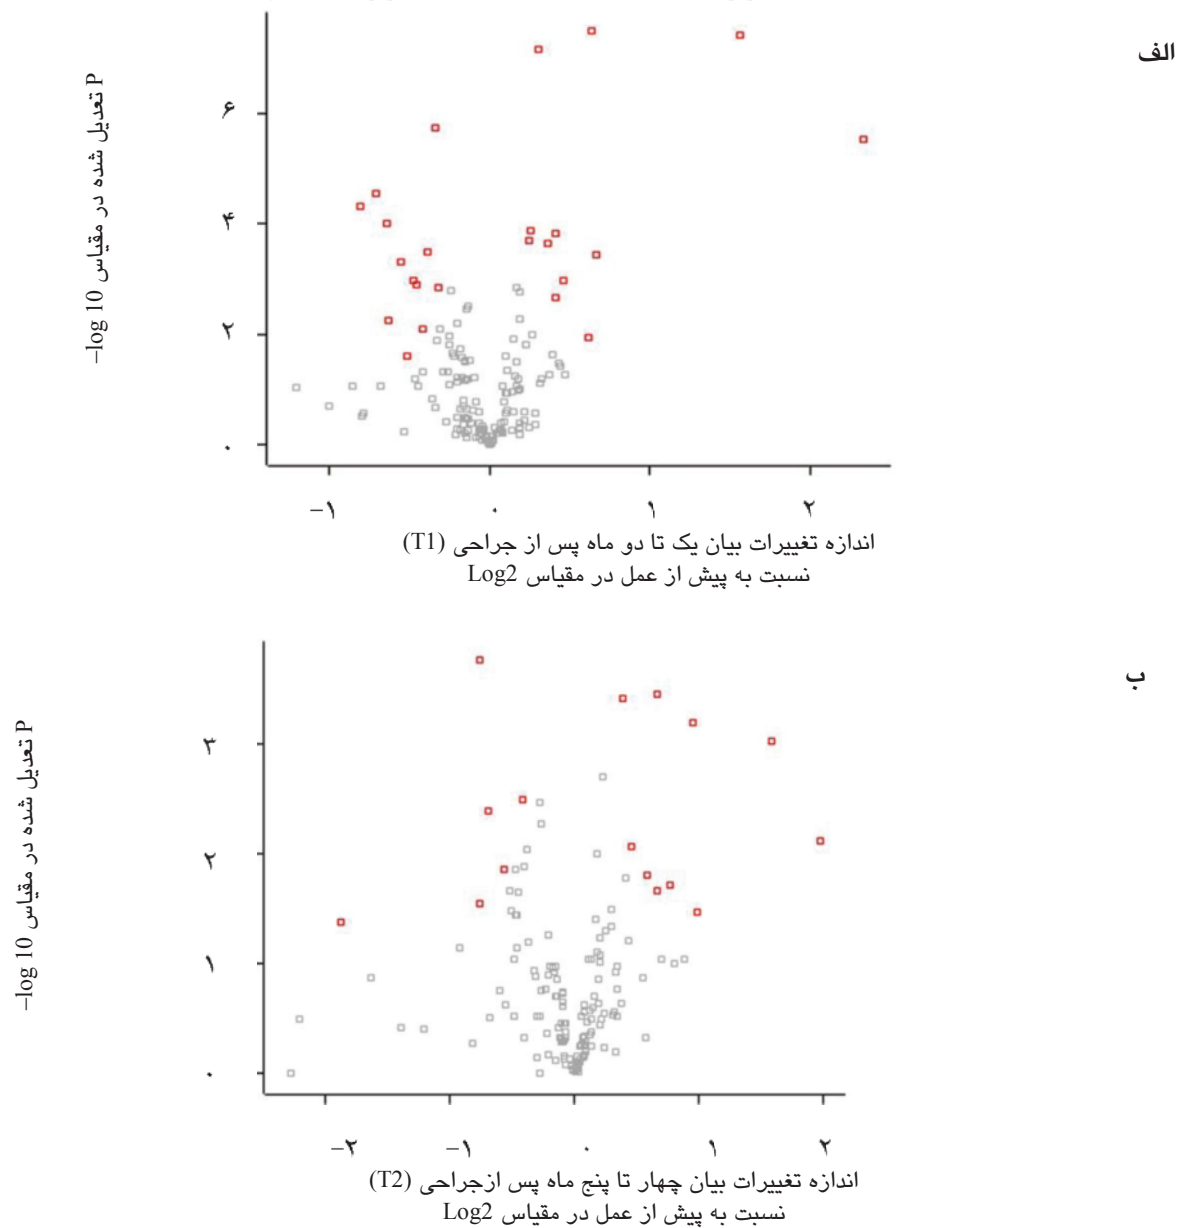 الف
P تعدیل شده در مقیاس –log 10
۶
۴
۲
۰
–۱
۰
۱
۲
اندازه تغییرات بیان یک تا دو ماه پس از جراحی (T1)
نسبت به پیش از عمل در مقیاس Log2
ب
P تعدیل شده در مقیاس –log 10
۳
۲
۱
۰
–۲
–۱
۰
۱
۲
اندازه تغییرات بیان چهار تا پنج ماه پس ازجراحی (T2)
نسبت به پیش از عمل در مقیاس Log2